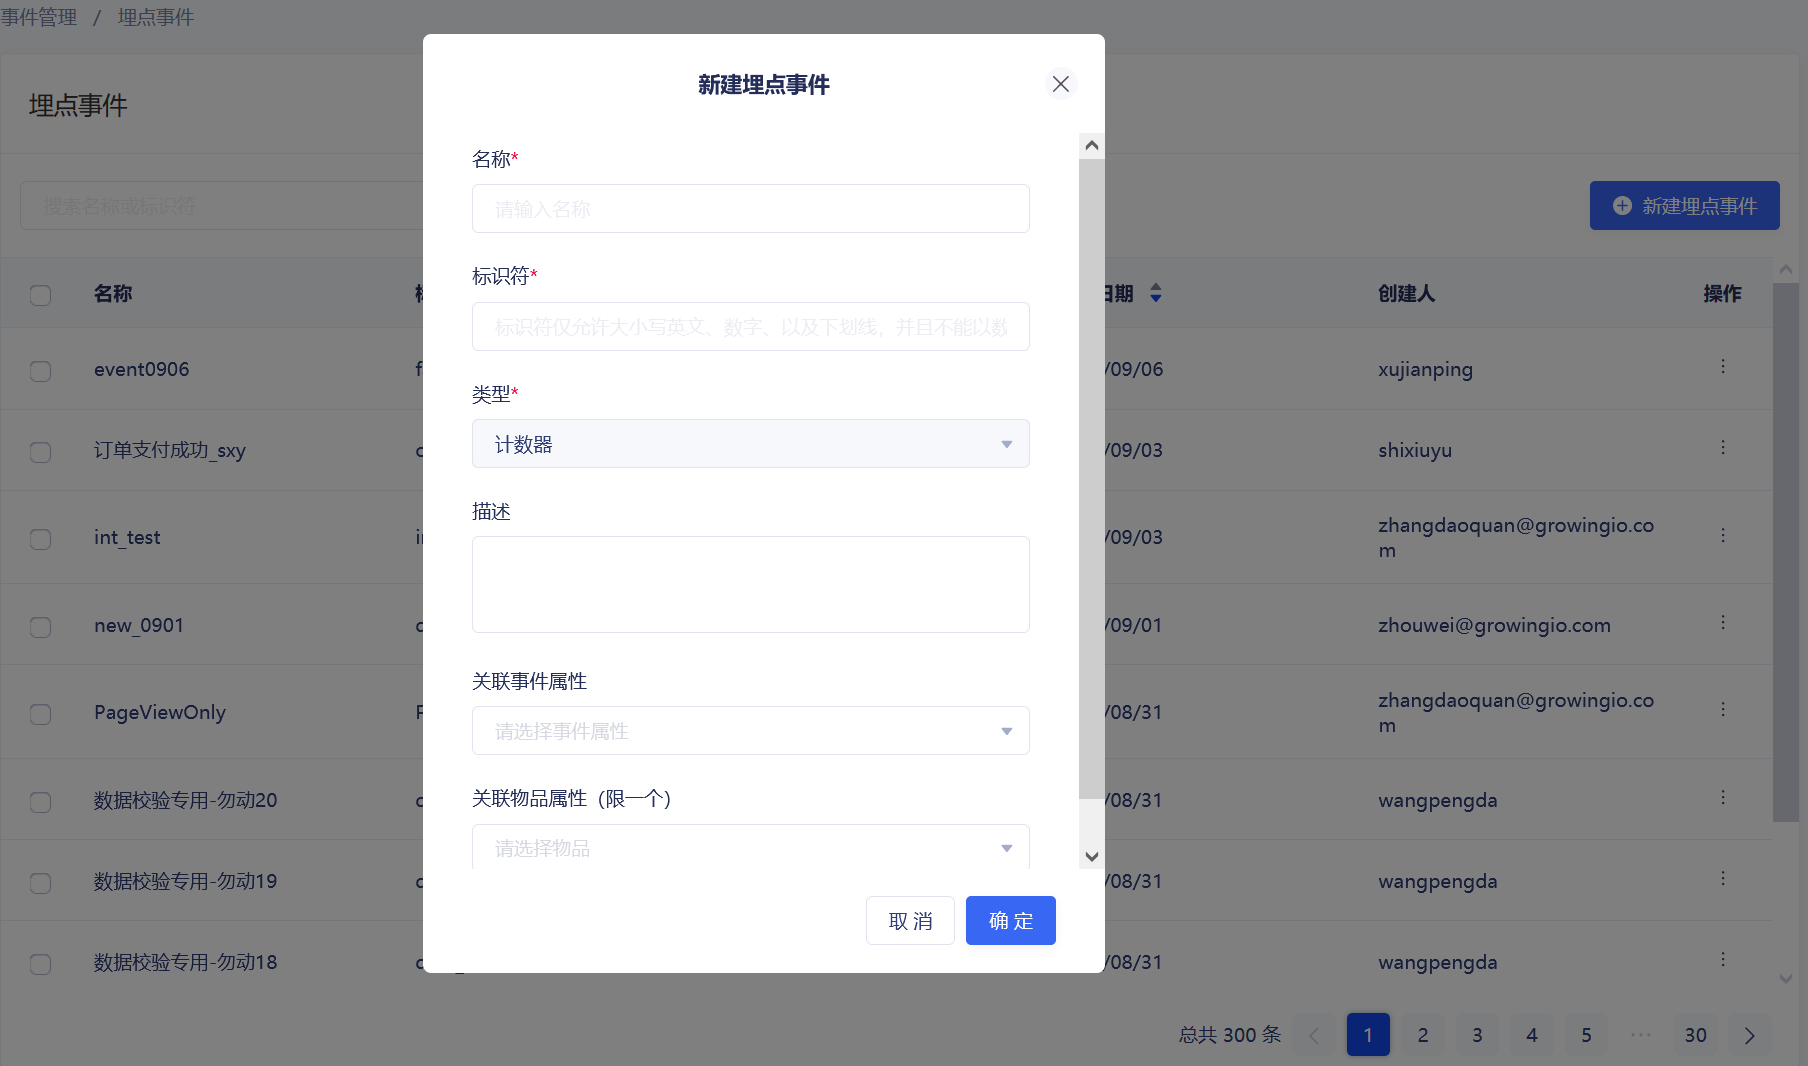 事件管理 / 埋点事件
埋点事件
搜索名称或标识符
新建埋点事件
名称
日期
创建人
操作
event0906
/09/06
xujianping
订单支付成功_sxy
/09/03
shixiuyu
int_test
/09/03
zhangdaoquan@growingio.co
m
new_0901
/09/01
zhouwei@growingio.com
PageViewOnly
/08/31
zhangdaoquan@growingio.co
m
数据校验专用-勿动20
/08/31
wangpengda
数据校验专用-勿动19
/08/31
wangpengda
数据校验专用-勿动18
/08/31
wangpengda
总共 300 条
1 2 3 4 5 ··· 30
新建埋点事件
名称*
请输入名称
标识符*
标识符仅允许大小写英文、数字、以及下划线，并且不能以数
类型*
计数器
描述
关联事件属性
请选择事件属性
关联物品属性（限一个）
请选择物品
取 消
确 定